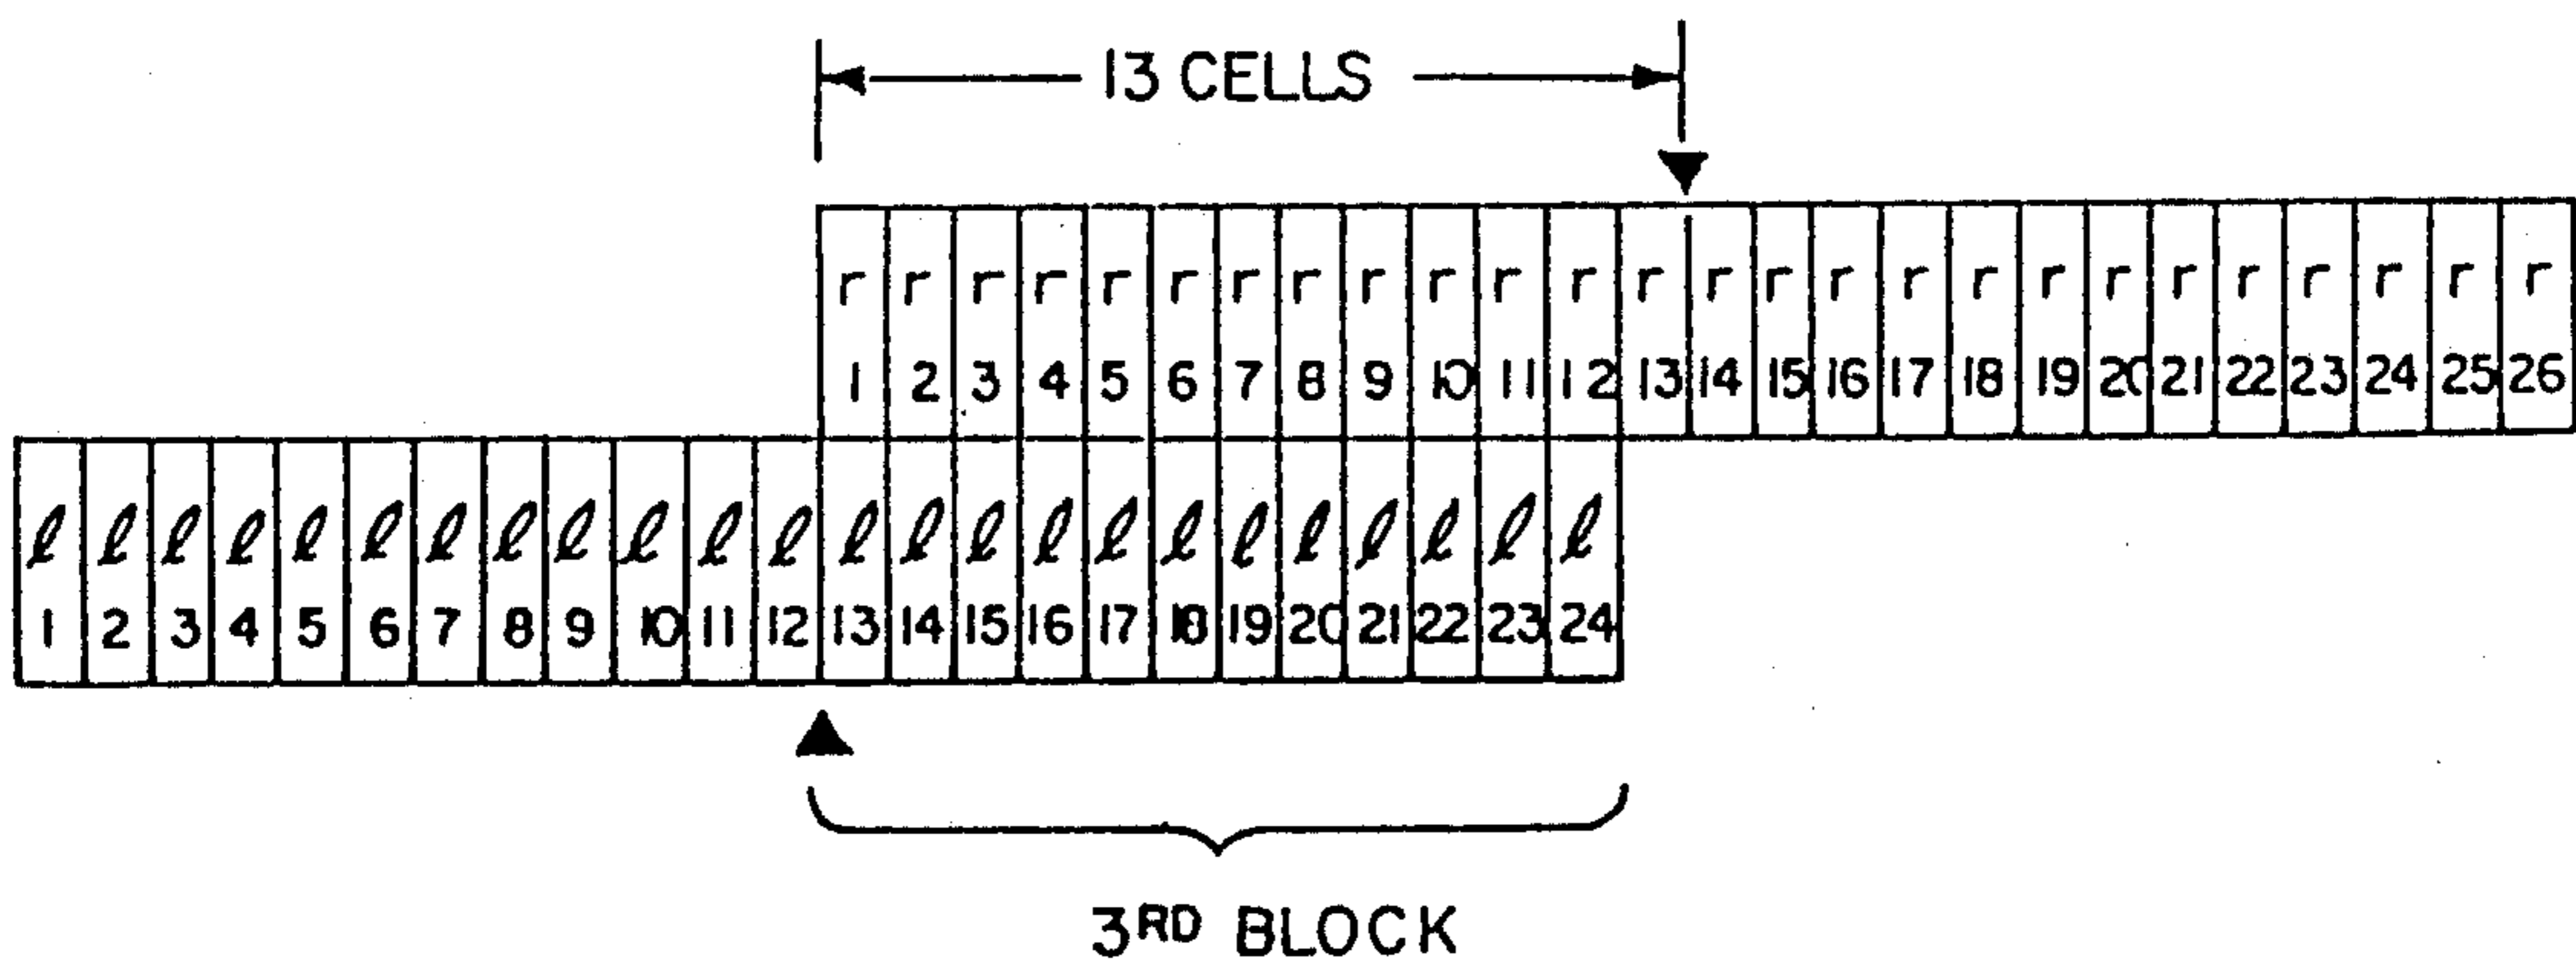 13 CELLS
r r r r r r r r r r r r r r r r r r r r r r r r r r
1 2 3 4 5 6 7 8 9 10 11 12 13 14 15 16 17 18 19 20 21 22 23 24 25 26
ℓ ℓ ℓ ℓ ℓ ℓ ℓ ℓ ℓ ℓ ℓ ℓ ℓ ℓ ℓ ℓ ℓ ℓ ℓ ℓ ℓ ℓ ℓ ℓ
1 2 3 4 5 6 7 8 9 10 11 12 13 14 15 16 17 18 19 20 21 22 23 24
3RD BLOCK